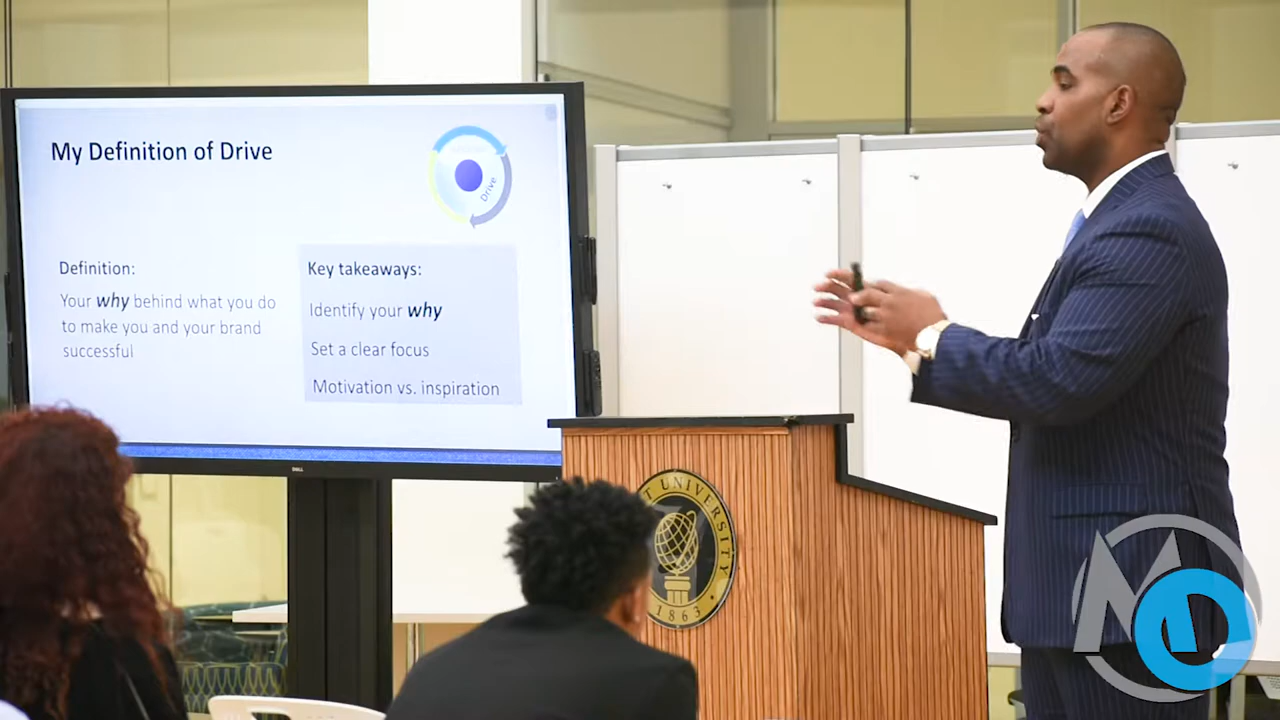 My Definition of Drive
Drive
Definition:
Your why behind what you do
to make you and your brand
successful
Key takeaways:
Identify your why
Set a clear focus
Motivation vs. inspiration
DELL
UNIVERSITY
1863